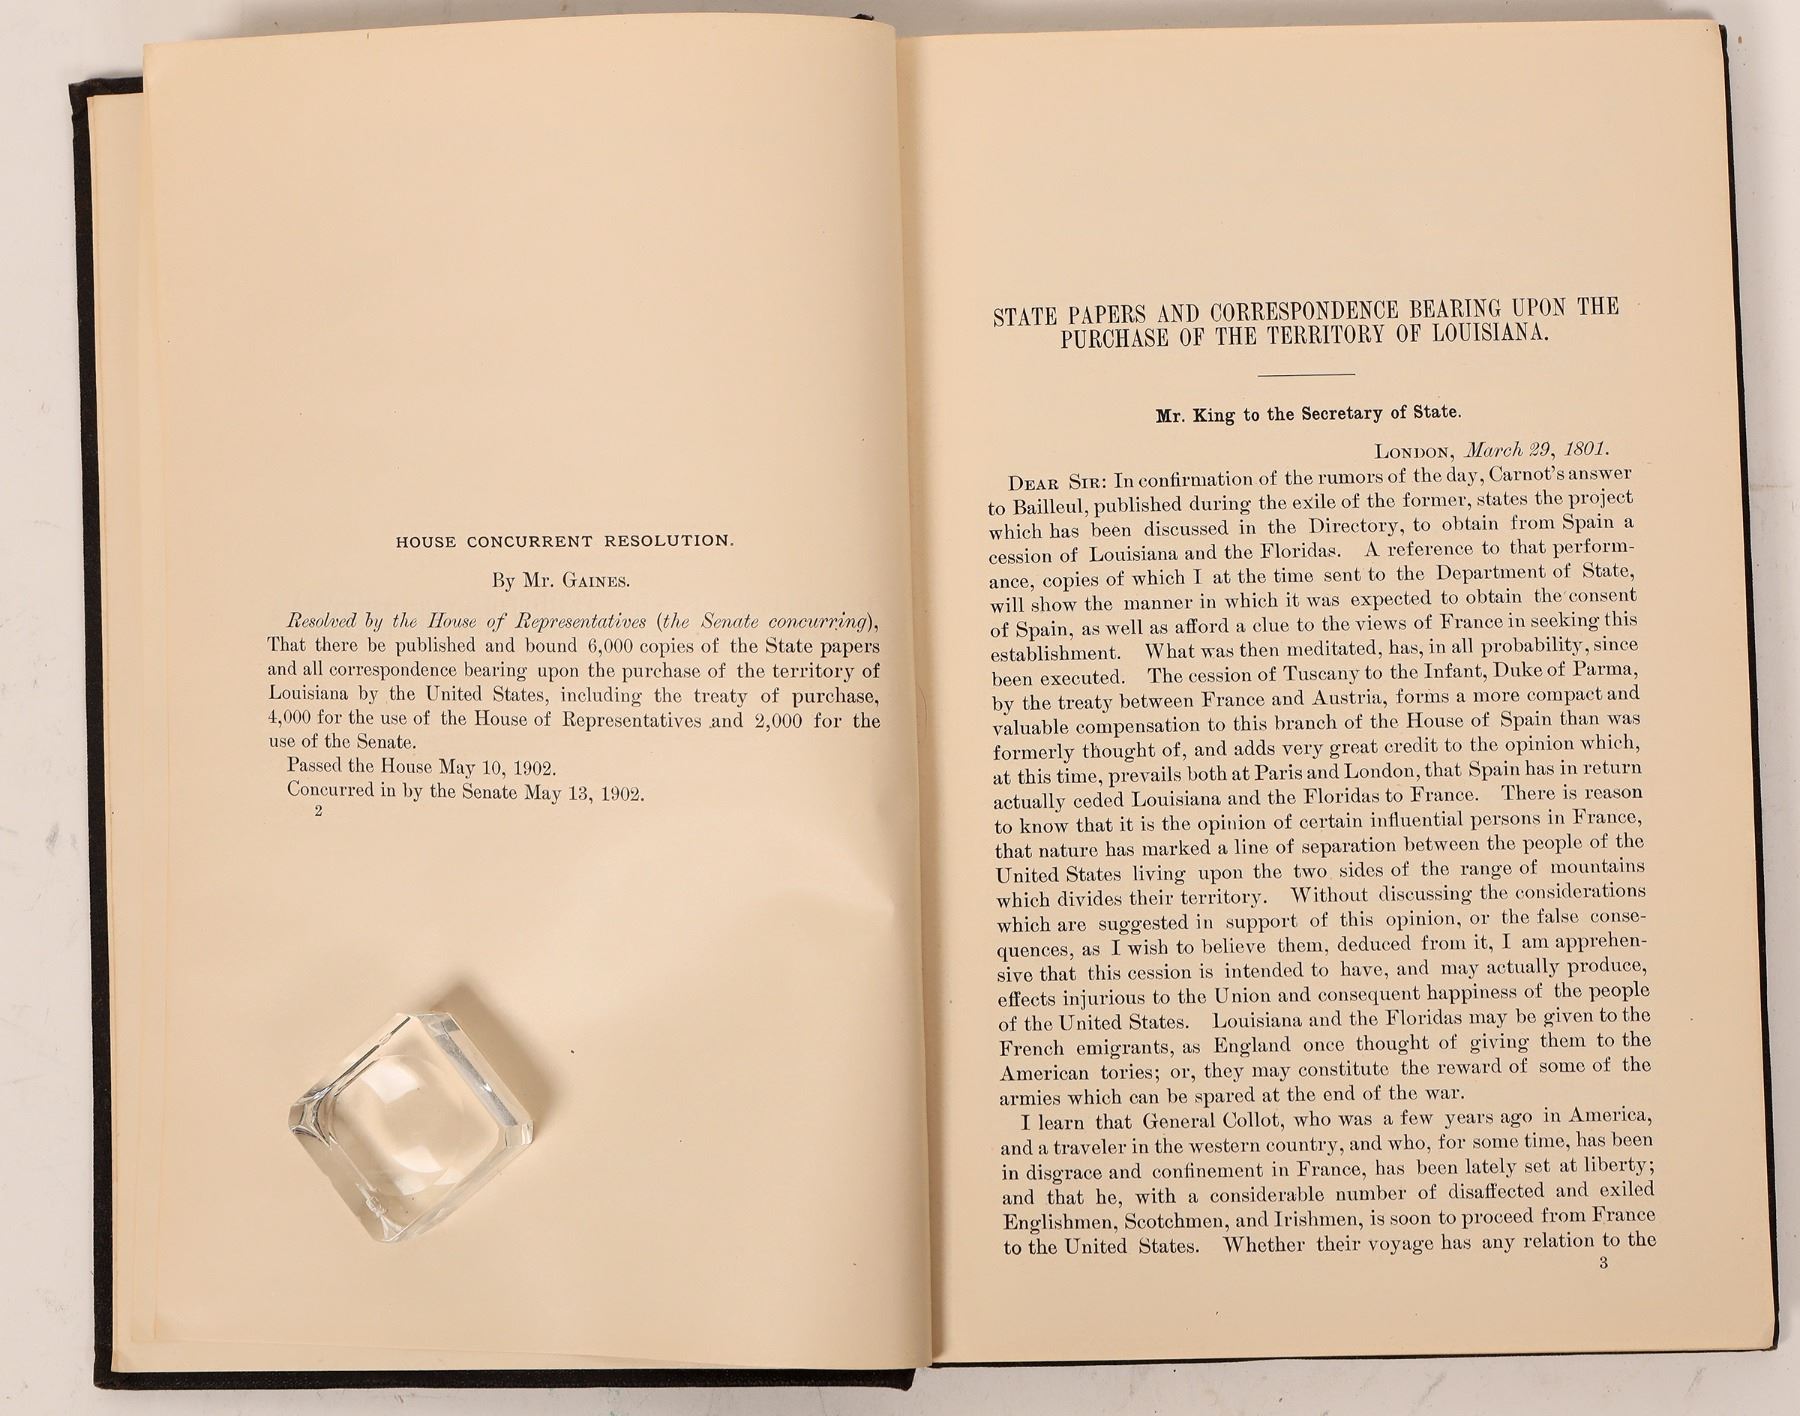 HOUSE CONCURRENT RESOLUTION.
By Mr. GAINES.
Resolved by the House of Representatives (the Senate concurring),
That there be published and bound 6,000 copies of the State papers
and all correspondence bearing upon the purchase of the territory of
Louisiana by the United States, including the treaty of purchase,
4,000 for the use of the House of Representatives and 2,000 for the
use of the Senate.
Passed the House May 10, 1902.
Concurred in by the Senate May 13, 1902.
2
STATE PAPERS AND CORRESPONDENCE BEARING UPON THE
PURCHASE OF THE TERRITORY OF LOUISIANA.
Mr. King to the Secretary of State.
LONDON, March 29, 1801.
DEAR SIR: In confirmation of the rumors of the day, Carnot's answer
to Bailleul, published during the exile of the former, states the project
which has been discussed in the Directory, to obtain from Spain a
cession of Louisiana and the Floridas. A reference to that perform-
ance, copies of which I at the time sent to the Department of State,
will show the manner in which it was expected to obtain the consent
of Spain, as well as afford a clue to the views of France in seeking this
establishment. What was then meditated, has, in all probability, since
been executed. The cession of Tuscany to the Infant, Duke of Parma,
by the treaty between France and Austria, forms a more compact and
valuable compensation to this branch of the House of Spain than was
formerly thought of, and adds very great credit to the opinion which,
at this time, prevails both at Paris and London, that Spain has in return
actually ceded Louisiana and the Floridas to France. There is reason
to know that it is the opinion of certain influential persons in France,
that nature has marked a line of separation between the people of the
United States living upon the two sides of the range of mountains
which divides their territory. Without discussing the considerations
which are suggested in support of this opinion, or the false conse-
quences, as I wish to believe them, deduced from it, I am apprehen-
sive that this cession is intended to have, and may actually produce,
effects injurious to the Union and consequent happiness of the people
of the United States. Louisiana and the Floridas may be given to the
French emigrants, as England once thought of giving them to the
American tories; or, they may constitute the reward of some of the
armies which can be spared at the end of the war.
I learn that General Collot, who was a few years ago in America,
and a traveler in the western country, and who, for some time, has been
in disgrace and confinement in France, has been lately set at liberty;
and that he, with a considerable number of disaffected and exiled
Englishmen, Scotchmen, and Irishmen, is soon to proceed from France
to the United States. Whether their voyage has any relation to the
3